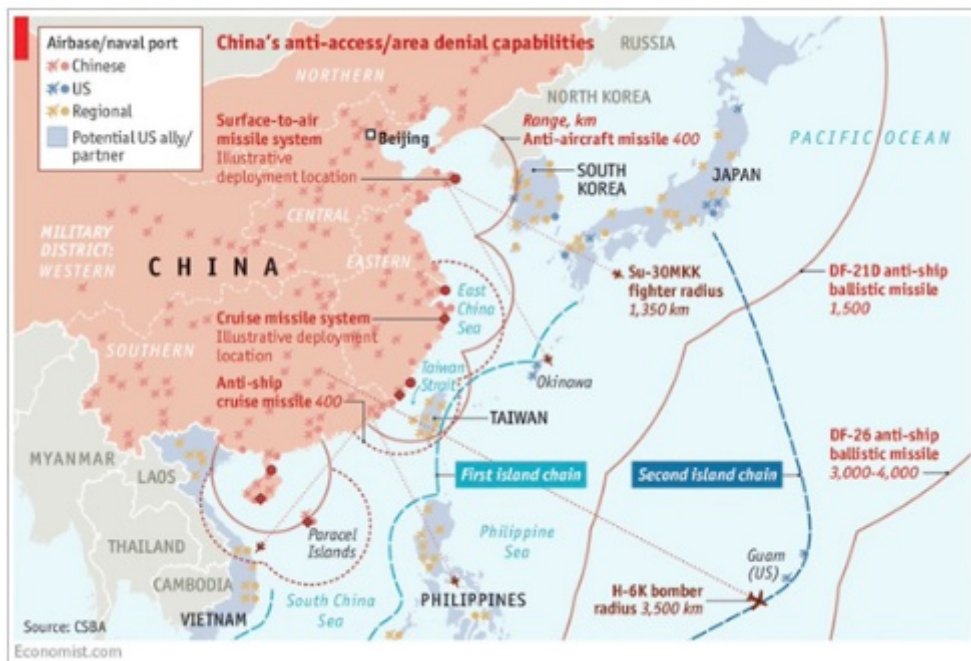 Airbase/naval port
Chinese
US
Regional
Potential US ally/
partner
China's anti-access/area denial capabilities
RUSSIA
NORTHERN
NORTH KOREA
Surface-to-air
missile system
Illustrative
deployment location
Beijing
Range, km
Anti-aircraft missile 400
PACIFIC OCEAN
SOUTH
KOREA
JAPAN
CENTRAL
MILITARY
DISTRICT:
WESTERN
CHINA
EASTERN
East
China
Sea
Su-30MKK
fighter radius
1,350 km
DF-21D anti-ship
ballistic missile
1,500
Cruise missile system
Illustrative deployment
location
SOUTHERN
Taiwan
Strait
Okinawa
Anti-ship
cruise missile 400
TAIWAN
DF-26 anti-ship
ballistic missile
3,000-4,000
MYANMAR
LAOS
First island chain
Second island chain
Paracel
Islands
Philippine
Sea
THAILAND
Guam
(US)
CAMBODIA
VIETNAM
South China
Sea
PHILIPPINES
H-6K bomber
radius 3,500 km
Source: CSBA
Economist.com